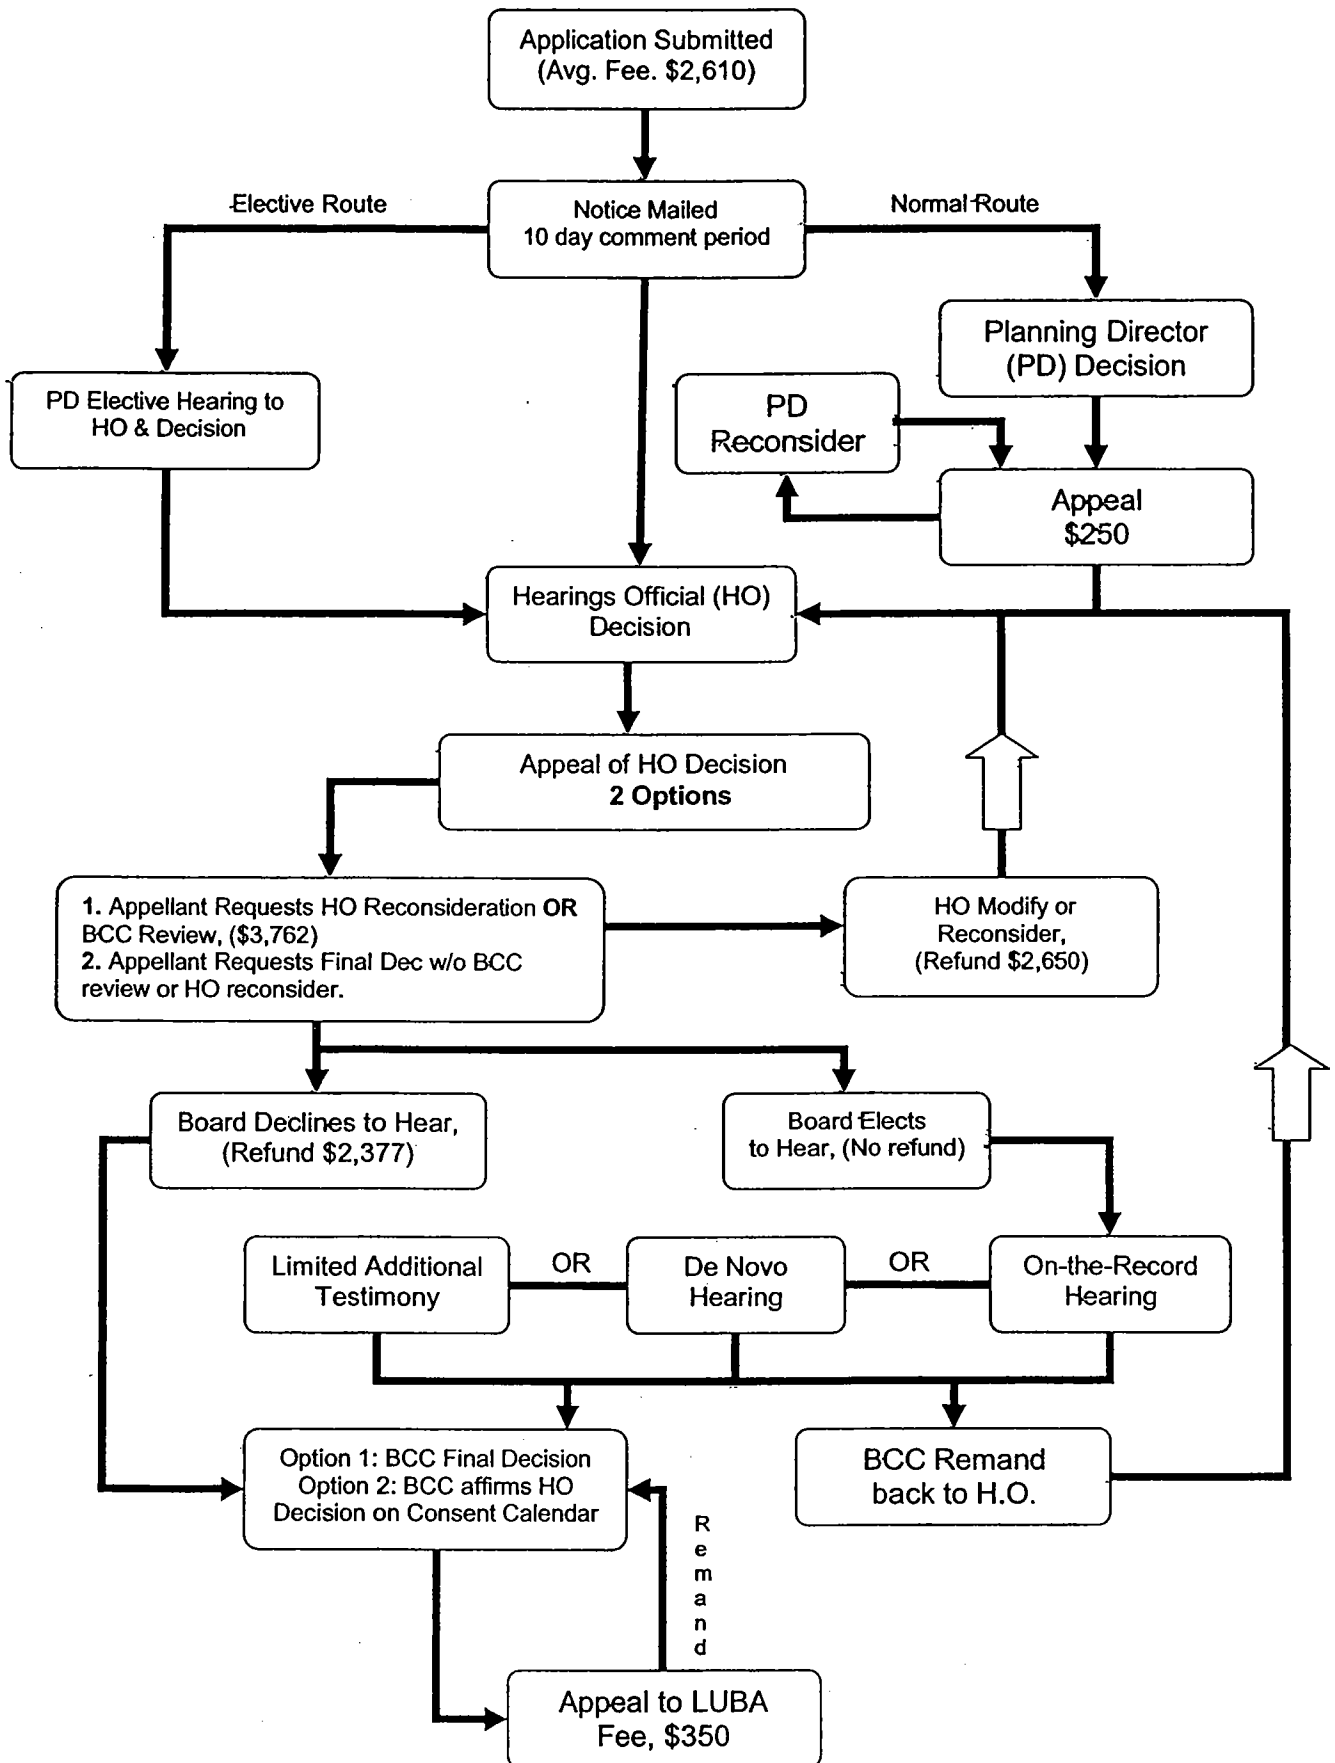 Application Submitted
(Avg. Fee. $2,610)
Elective Route
Notice Mailed
10 day comment period
Normal Route
Planning Director
(PD) Decision
PD Elective Hearing to
HO & Decision
PD
Reconsider
Appeal
$250
Hearings Official (HO)
Decision
Appeal of HO Decision
2 Options
1. Appellant Requests HO Reconsideration OR
BCC Review, ($3,762)
2. Appellant Requests Final Dec w/o BCC
review or HO reconsider.
HO Modify or
Reconsider,
(Refund $2,650)
Board Declines to Hear,
(Refund $2,377)
Board Elects
to Hear, (No refund)
Limited Additional
Testimony
OR
De Novo
Hearing
OR
On-the-Record
Hearing
Option 1: BCC Final Decision
Option 2: BCC affirms HO
Decision on Consent Calendar
BCC Remand
back to H.O.
Remand
Appeal to LUBA
Fee, $350